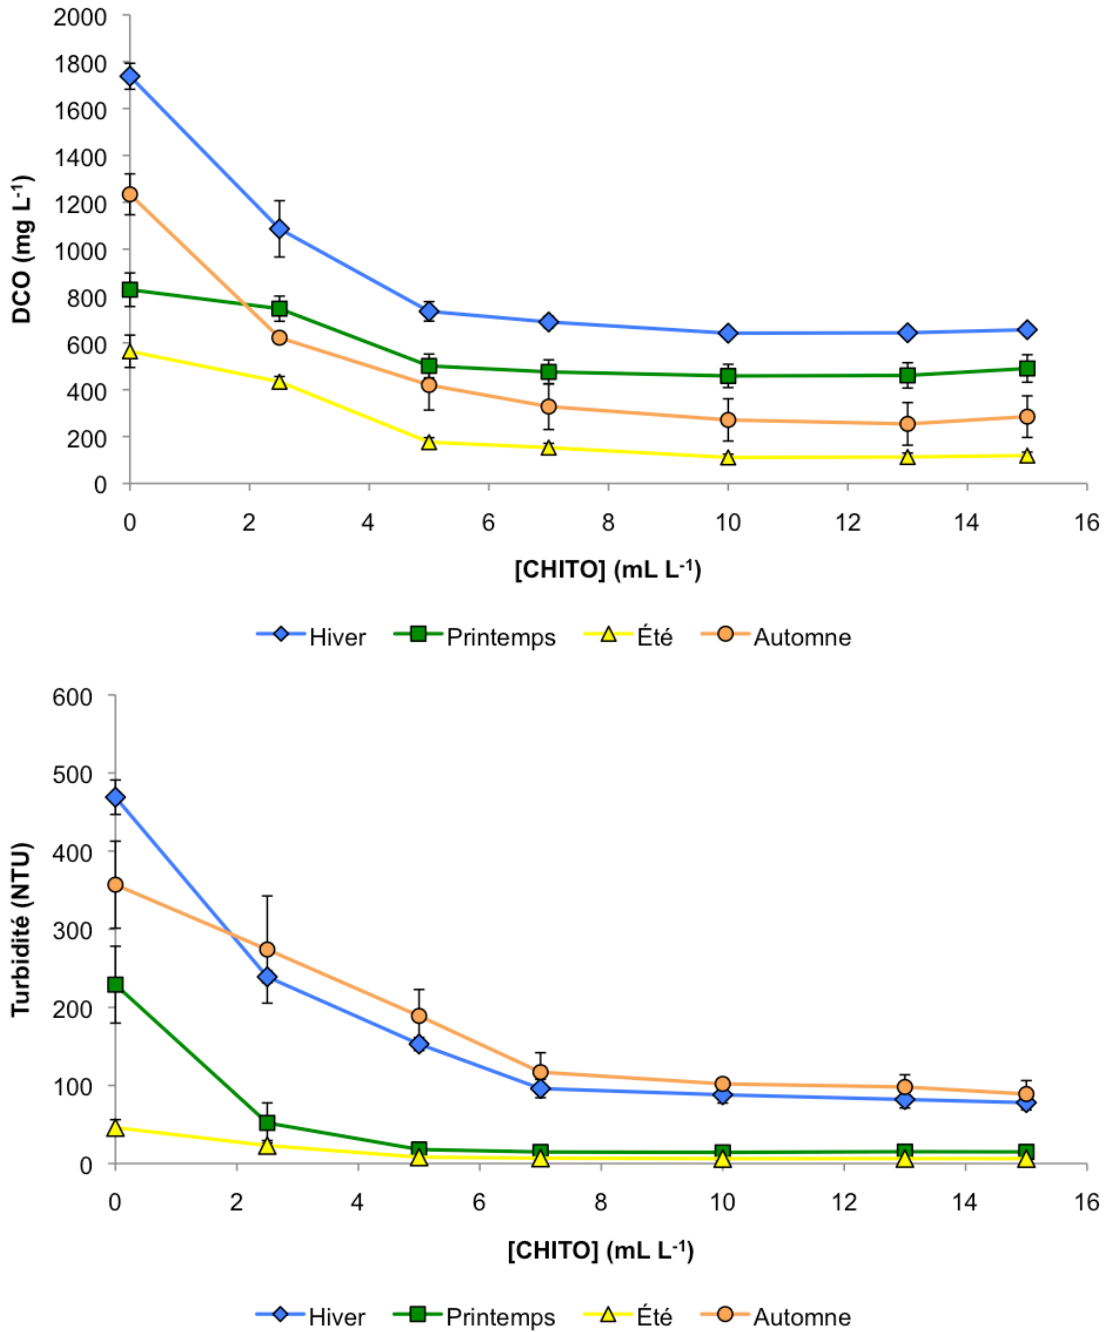 2000
1800
1600
1400
1200
1000
800
600
400
200
0
DCO (mg L⁻¹)
0 2 4 6 8 10 12 14 16
[CHITO] (mL L⁻¹)
Hiver Printemps Été Automne
600
500
400
300
200
100
0
Turbidité (NTU)
0 2 4 6 8 10 12 14 16
[CHITO] (mL L⁻¹)
Hiver Printemps Été Automne